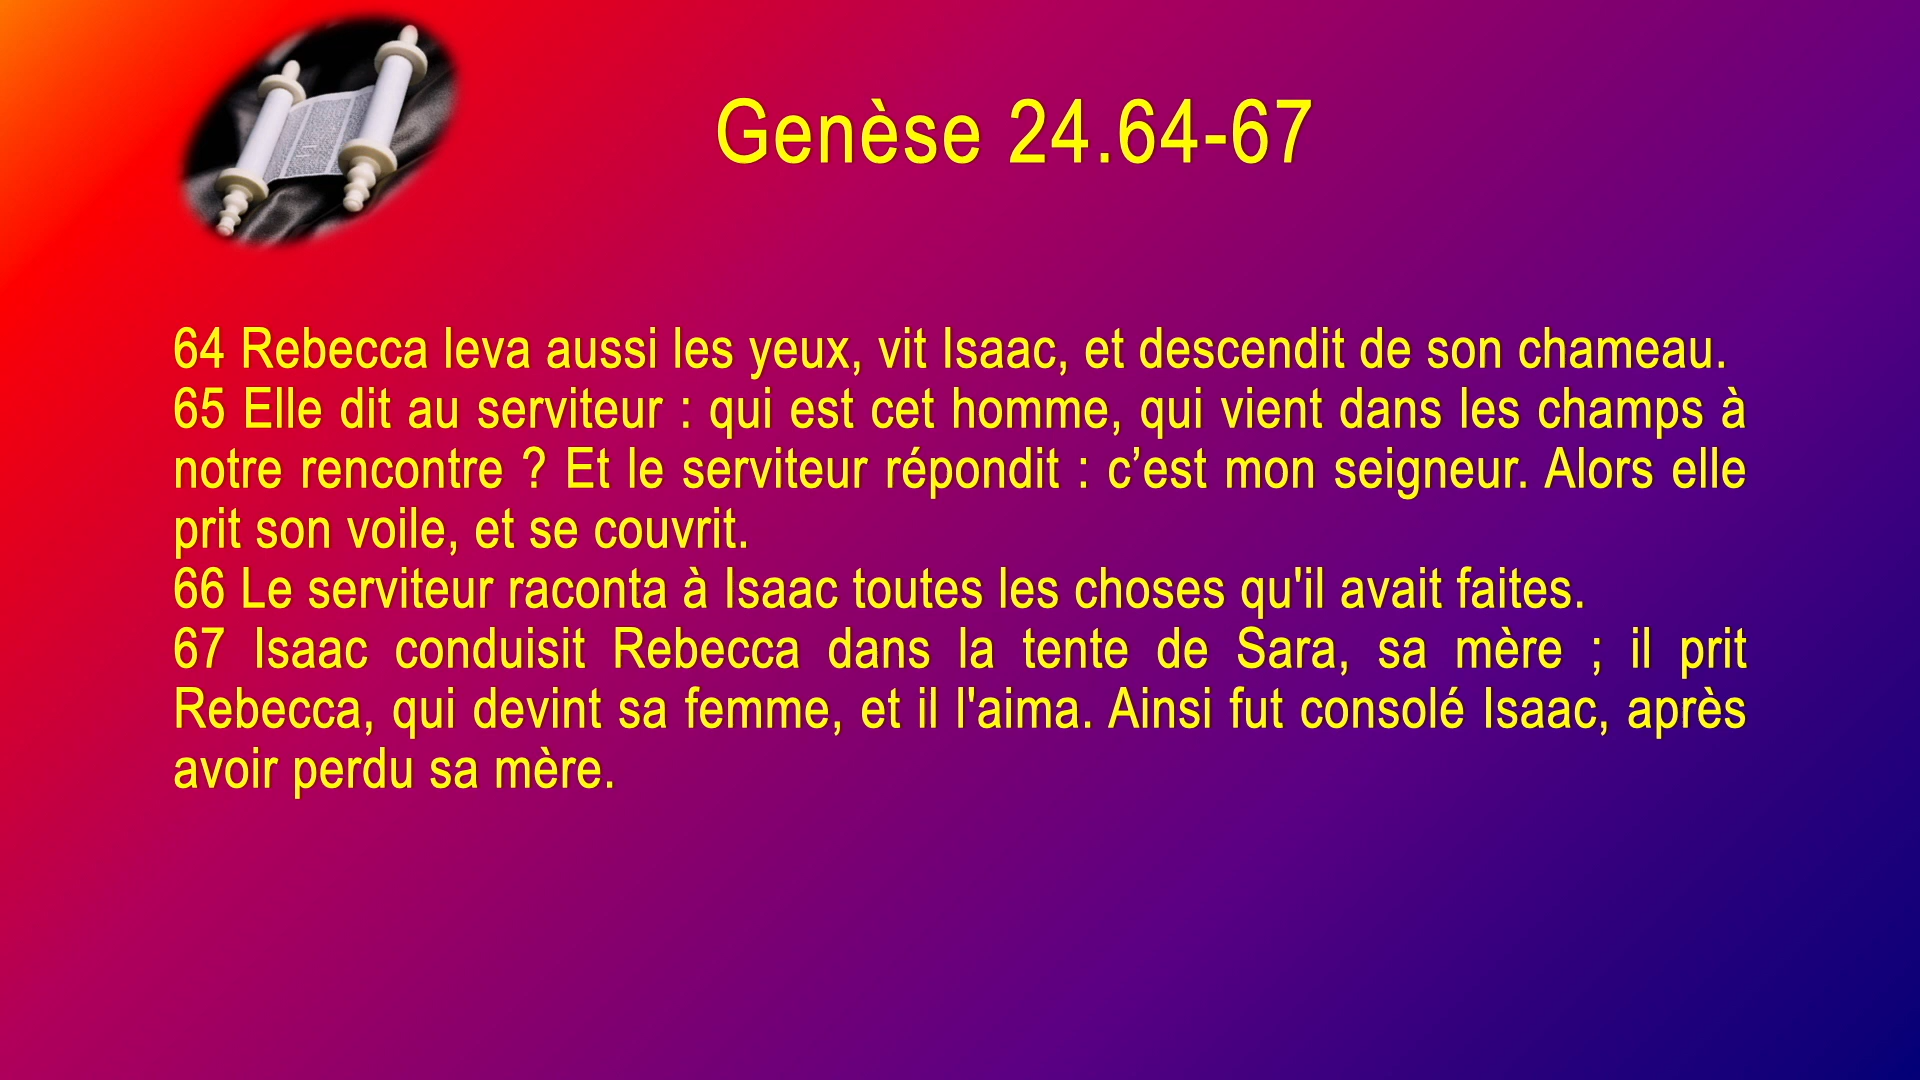 Genèse 24.64-67
64 Rebecca leva aussi les yeux, vit Isaac, et descendit de son chameau.
65 Elle dit au serviteur : qui est cet homme, qui vient dans les champs à
notre rencontre ? Et le serviteur répondit : c’est mon seigneur. Alors elle
prit son voile, et se couvrit.
66 Le serviteur raconta à Isaac toutes les choses qu'il avait faites.
67 Isaac conduisit Rebecca dans la tente de Sara, sa mère ; il prit
Rebecca, qui devint sa femme, et il l'aima. Ainsi fut consolé Isaac, après
avoir perdu sa mère.